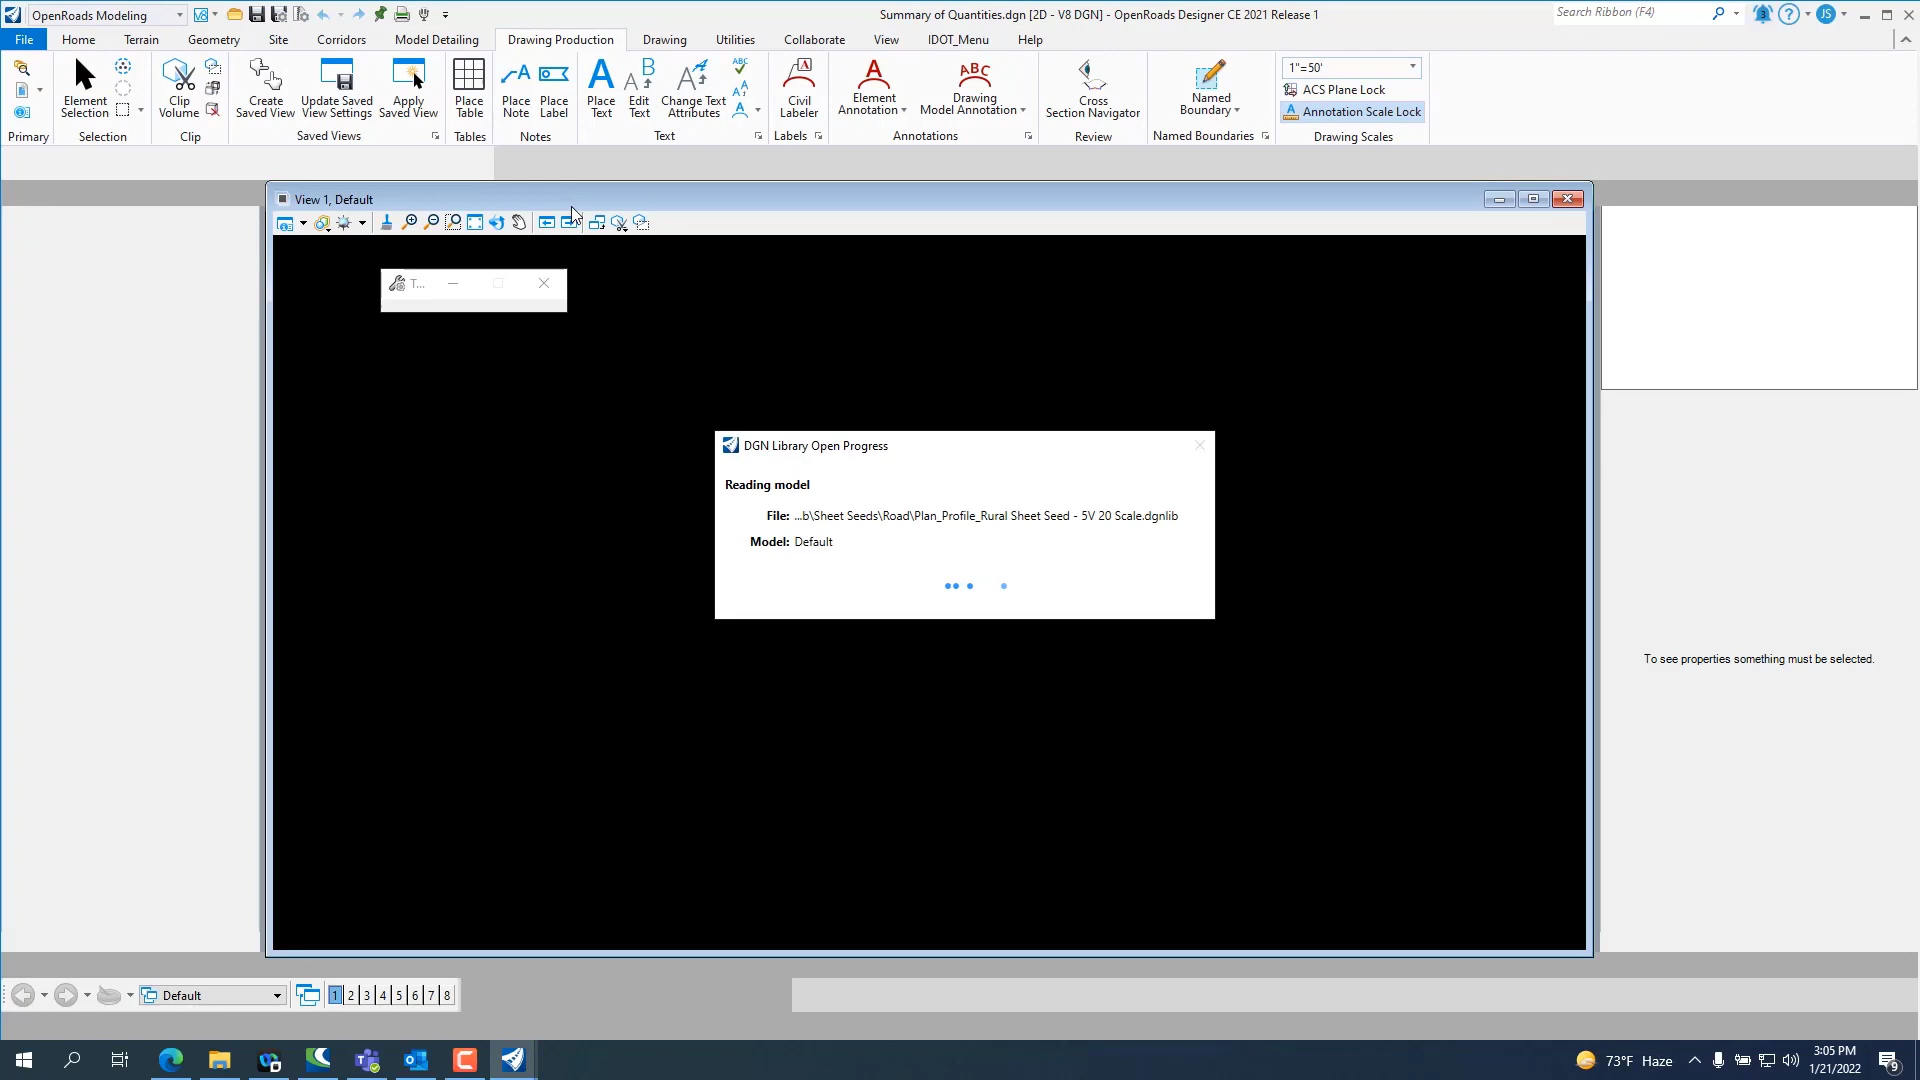 OpenRoads Modeling
Summary of Quantities.dgn [2D - V8 DGN] - OpenRoads Designer CE 2021 Release 1
Search Ribbon (F4)
3
JS
File
Home
Terrain
Geometry
Site
Corridors
Model Detailing
Drawing Production
Drawing
Utilities
Collaborate
View
IDOT_Menu
Help
Element
Selection
Clip
Volume
Create
Saved View
Update Saved
View Settings
Apply
Saved View
Place
Table
Place
Note
Place
Label
Place
Text
Edit
Text
Change Text
Attributes
Civil
Labeler
Element
Annotation
Drawing
Model Annotation
Cross
Section Navigator
Named
Boundary
1"=50'
ACS Plane Lock
Annotation Scale Lock
Primary
Selection
Clip
Saved Views
Tables
Notes
Text
Labels
Annotations
Review
Named Boundaries
Drawing Scales
View 1, Default
T...
DGN Library Open Progress
Reading model
File: ...b\Sheet Seeds\Road\Plan_Profile_Rural Sheet Seed - 5V 20 Scale.dgnlib
Model: Default
To see properties something must be selected.
Default
1 2 3 4 5 6 7 8
73°F Haze
3:05 PM
1/21/2022
9